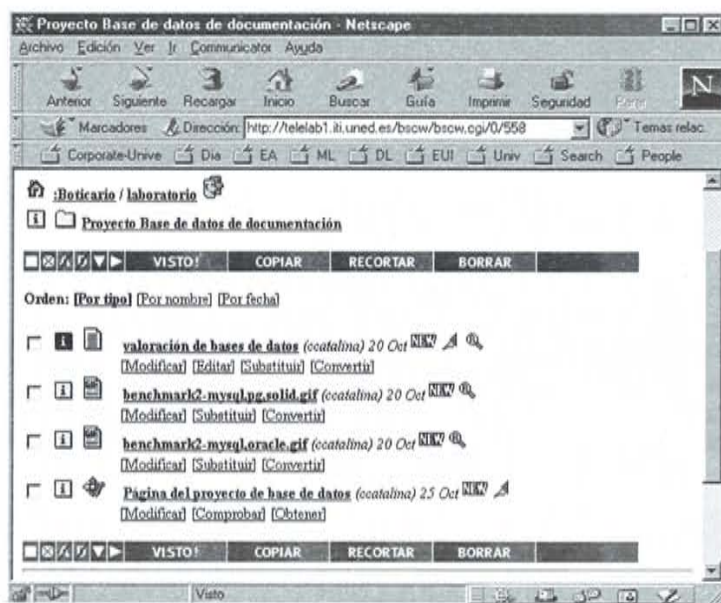 Proyecto Base de datos de documentación - Netscape
Archivo Edición Ver Ir Communicator Ayuda
Anterior Siguiente Recargar Inicio Buscar Guía Imprimir Seguridad Parar
N
Marcadores Dirección: http://telelab1.iti.uned.es/bscw/bscw.cgi/0/558 Temas relac.
Corporate-Unive Dia EA ML DL EUI Univ Search People
:Boticario / laboratorio
i Proyecto Base de datos de documentación
VISTO! COPIAR RECORTAR BORRAR
Orden: [Por tipo] [Por nombre] [Por fecha]
i valoración de bases de datos (ccatalina) 20 Oct NEW
[Modificar] [Editar] [Substituir] [Convertir]
i benchmark2-mysql,pg,solid.gif (ccatalina) 20 Oct NEW
[Modificar] [Substituir] [Convertir]
i benchmark2-mysql,oracle.gif (ccatalina) 20 Oct NEW
[Modificar] [Substituir] [Convertir]
i Página del proyecto de base de datos (ccatalina) 25 Oct NEW
[Modificar] [Comprobar] [Obtener]
VISTO! COPIAR RECORTAR BORRAR
Visto